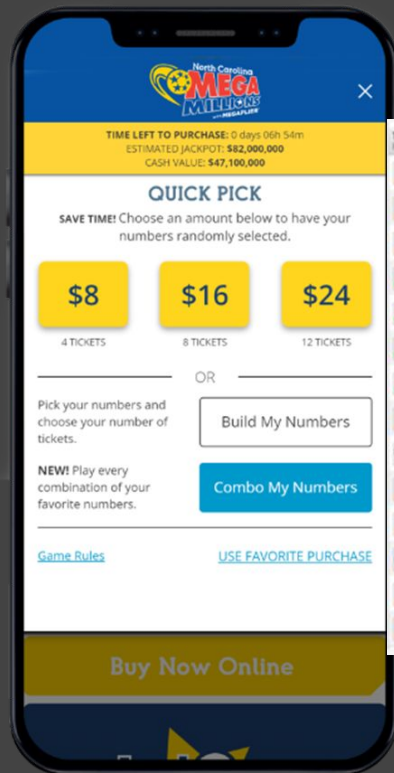 North Carolina
MEGA
MILLIONS
with MEGAPLIER
TIME LEFT TO PURCHASE: 0 days 06h 54m
ESTIMATED JACKPOT: $82,000,000
CASH VALUE: $47,100,000
QUICK PICK
SAVE TIME! Choose an amount below to have your
numbers randomly selected.
$8 $16 $24
4 TICKETS 8 TICKETS 12 TICKETS
OR
Pick your numbers and
choose your number of
tickets.
Build My Numbers
NEW! Play every
combination of your
favorite numbers.
Combo My Numbers
Game Rules USE FAVORITE PURCHASE
Buy Now Online